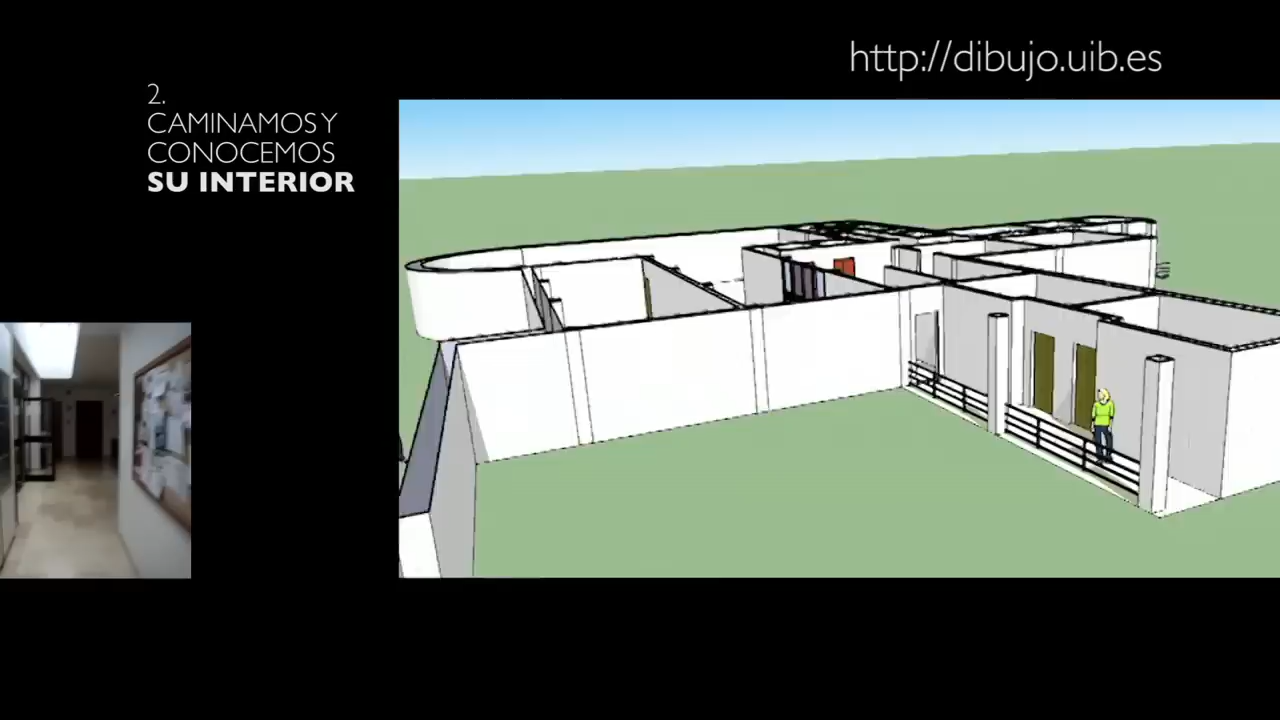 http://dibujo.uib.es
2.
CAMINAMOS Y
CONOCEMOS
SU INTERIOR